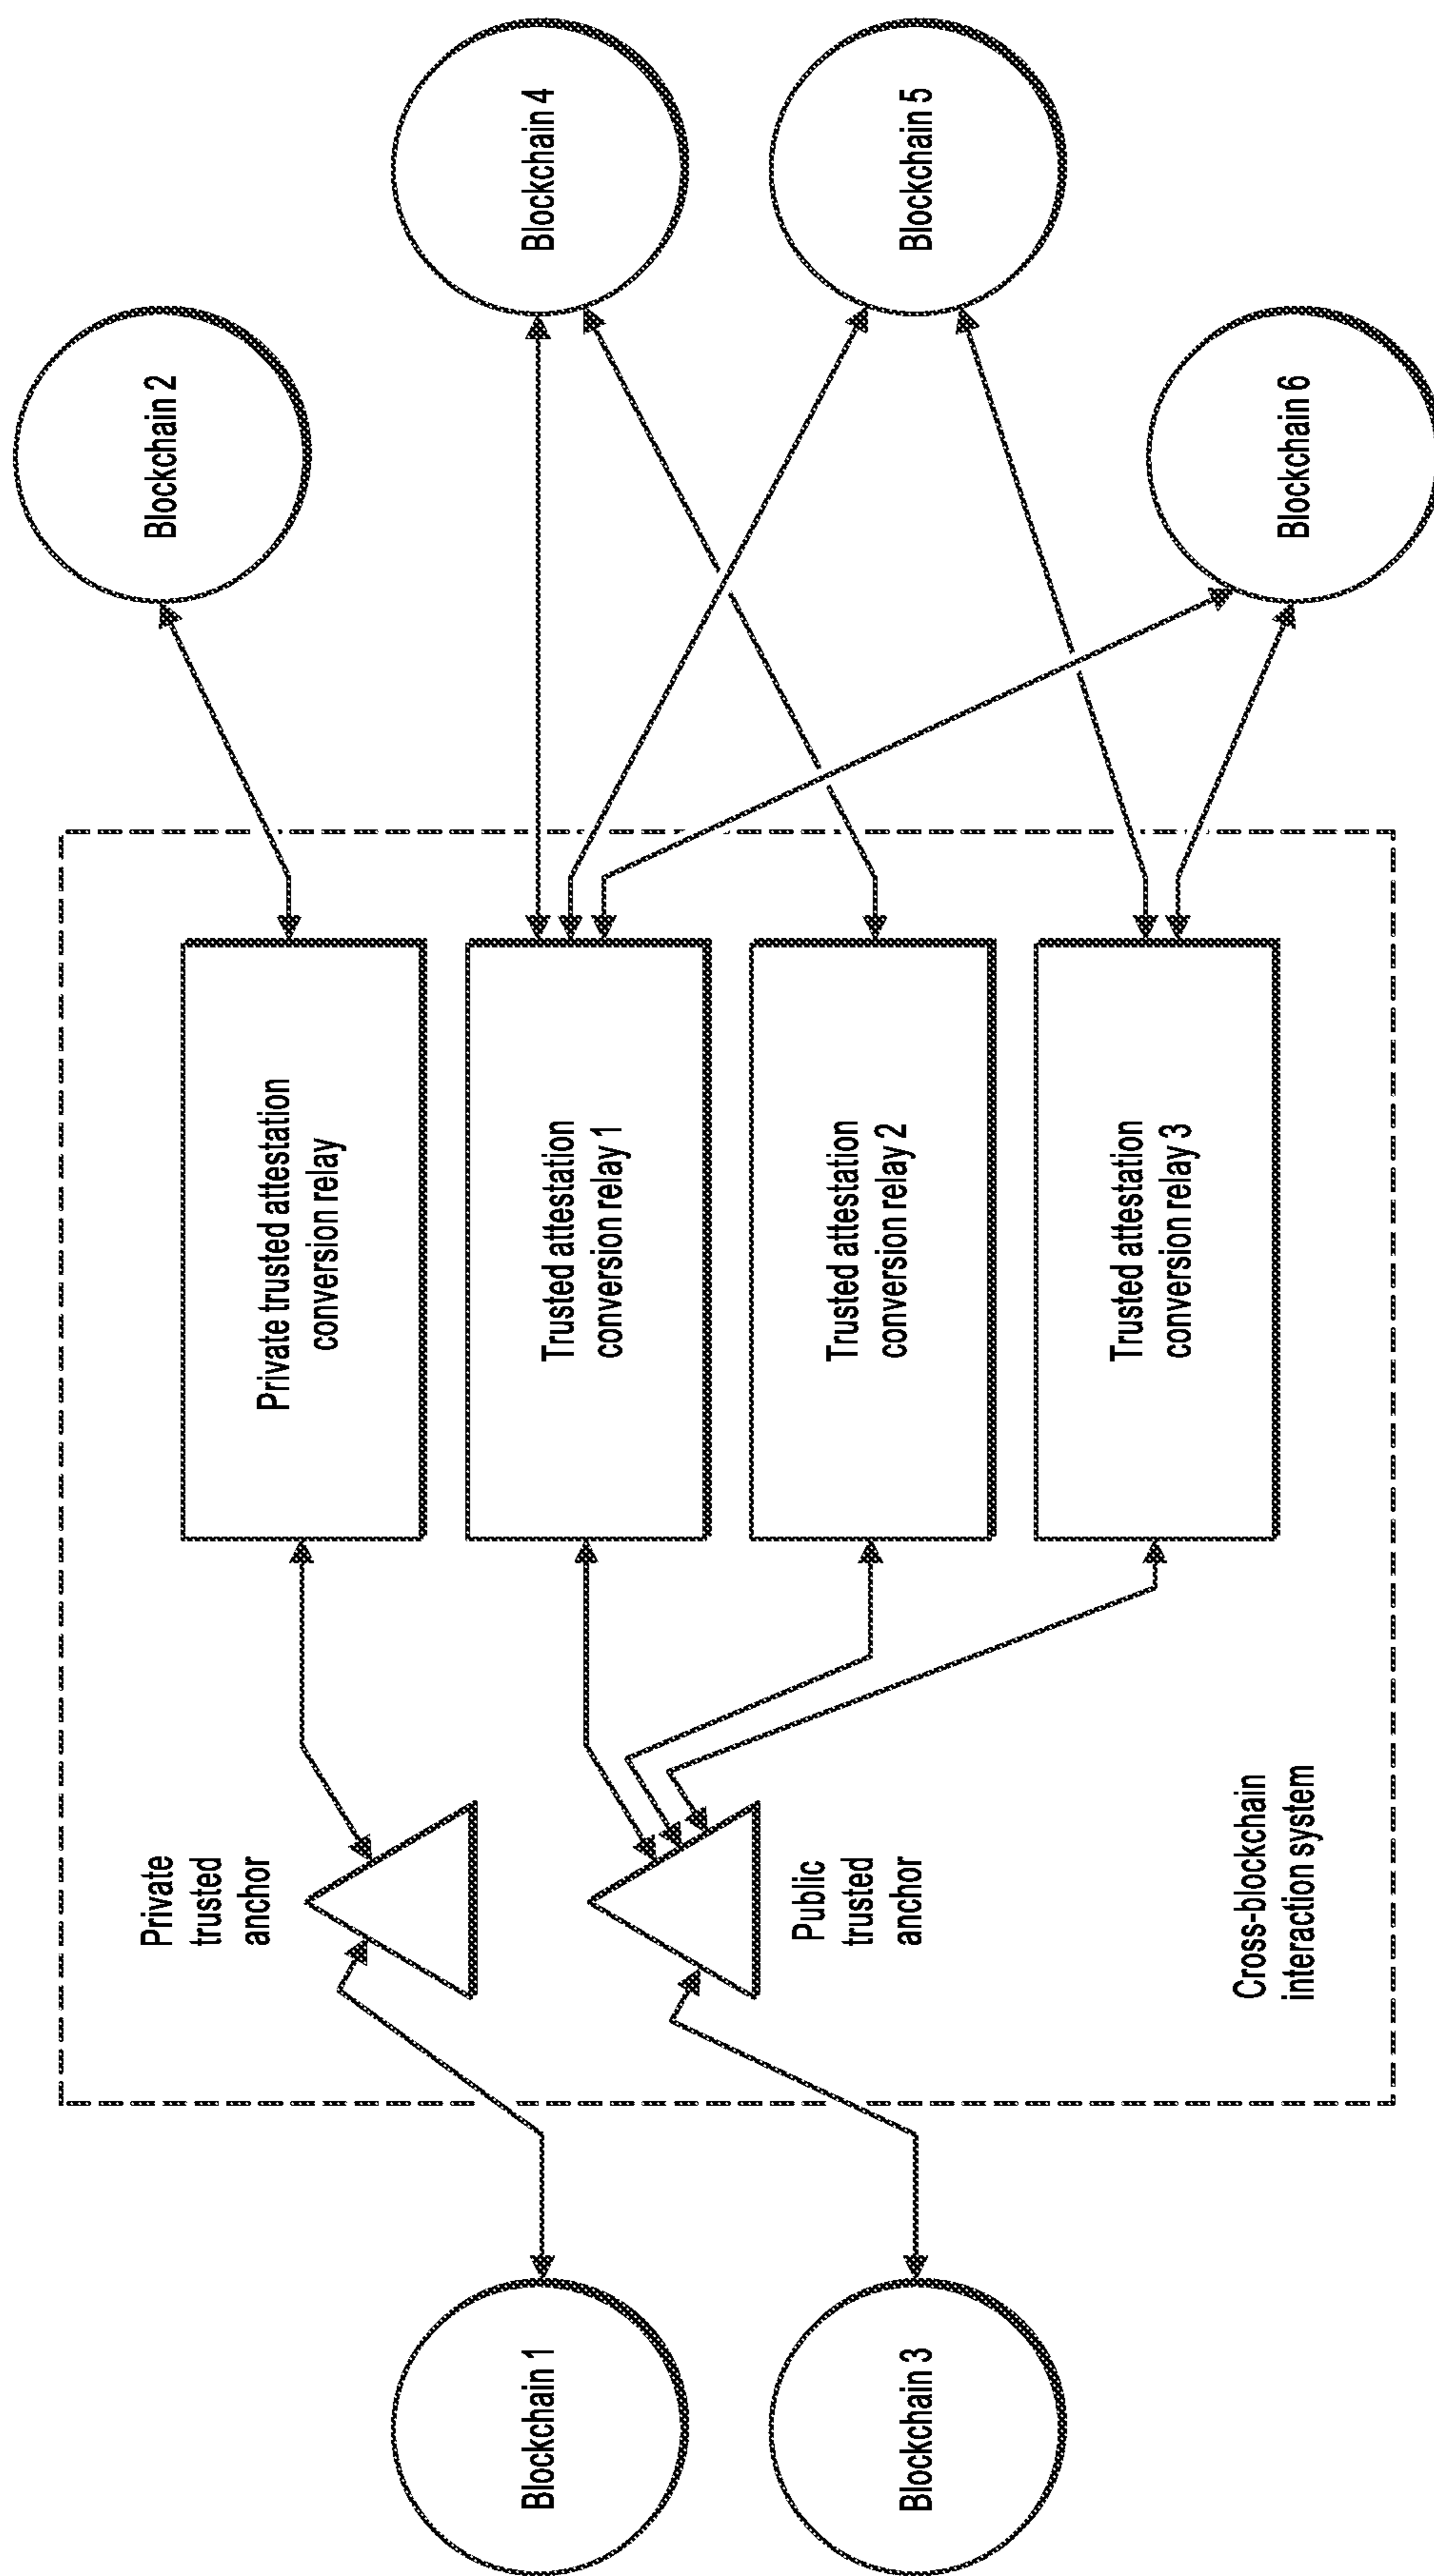 Blockchain 1
Blockchain 3
Private
trusted
anchor
Public
trusted
anchor
Cross-blockchain
interaction system
Private trusted attestation
conversion relay
Trusted attestation
conversion relay 1
Trusted attestation
conversion relay 2
Trusted attestation
conversion relay 3
Blockchain 2
Blockchain 4
Blockchain 5
Blockchain 6